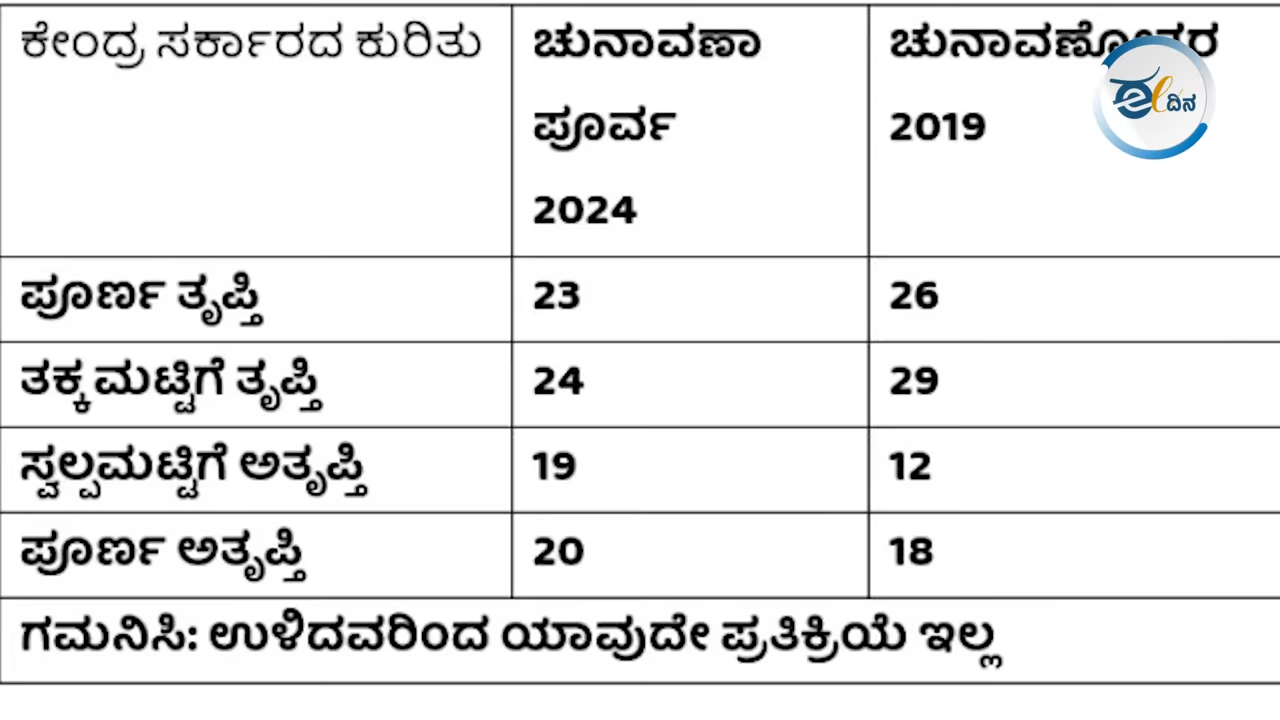 ಕೇಂದ್ರ ಸರ್ಕಾರದ ಕುರಿತು ಚುನಾವಣಾ
ಪೂರ್ವ 2019
2024
ಪೂರ್ಣ ತೃಪ್ತಿ 23 26
ತಕ್ಕಮಟ್ಟಿಗೆ ತೃಪ್ತಿ 24 29
ಸ್ವಲ್ಪಮಟ್ಟಿಗೆ ಅತೃಪ್ತಿ 19 12
ಪೂರ್ಣ ಅತೃಪ್ತಿ 20 18
ಗಮನಿಸಿ: ಉಳಿದವರಿಂದ ಯಾವುದೇ ಪ್ರತಿಕ್ರಿಯೆ ಇಲ್ಲ
ದಿನ